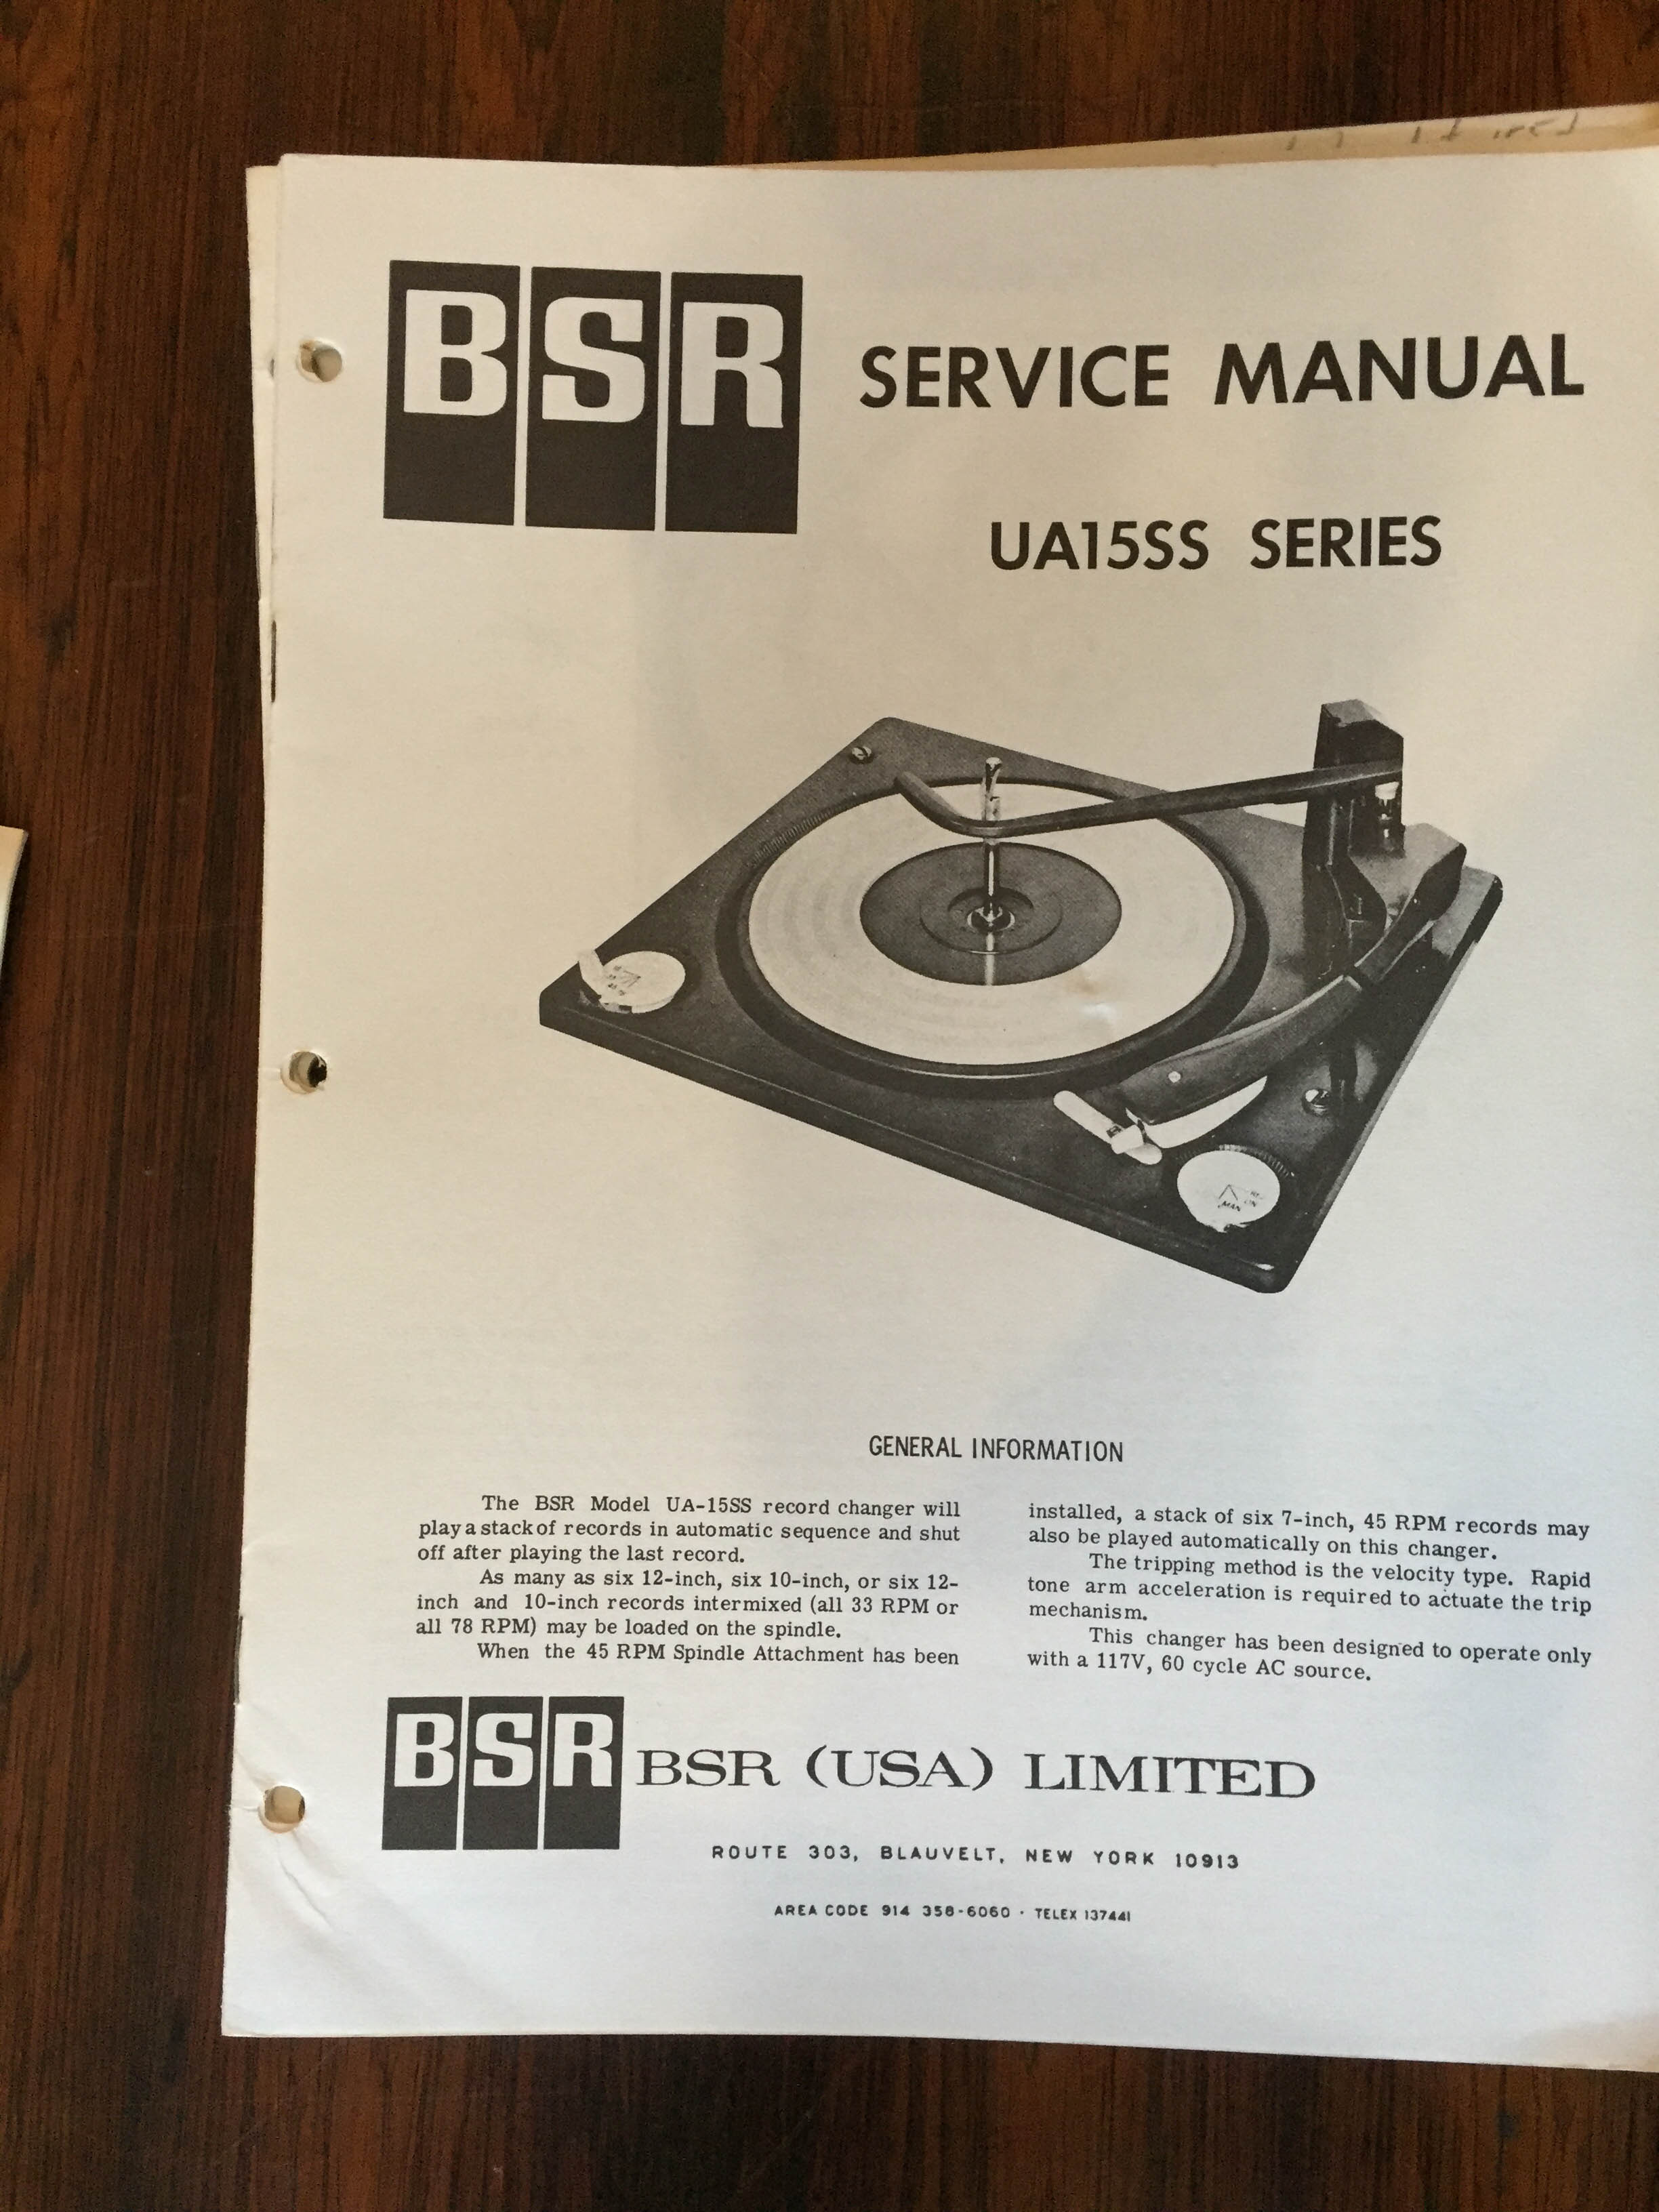 BSR
SERVICE MANUAL
UA15SS SERIES
MAN
GENERAL INFORMATION
The BSR Model UA-15SS record changer will
play a stack of records in automatic sequence and shut
off after playing the last record.
As many as six 12-inch, six 10-inch, or six 12-
inch and 10-inch records intermixed (all 33 RPM or
all 78 RPM) may be loaded on the spindle.
When the 45 RPM Spindle Attachment has been
installed, a stack of six 7-inch, 45 RPM records may
also be played automatically on this changer.
The tripping method is the velocity type. Rapid
tone arm acceleration is required to actuate the trip
mechanism.
This changer has been designed to operate only
with a 117V, 60 cycle AC source.
BSR BSR (USA) LIMITED
ROUTE 303, BLAUVELT, NEW YORK 10913
AREA CODE 914 358-6060 · TELEX 137441